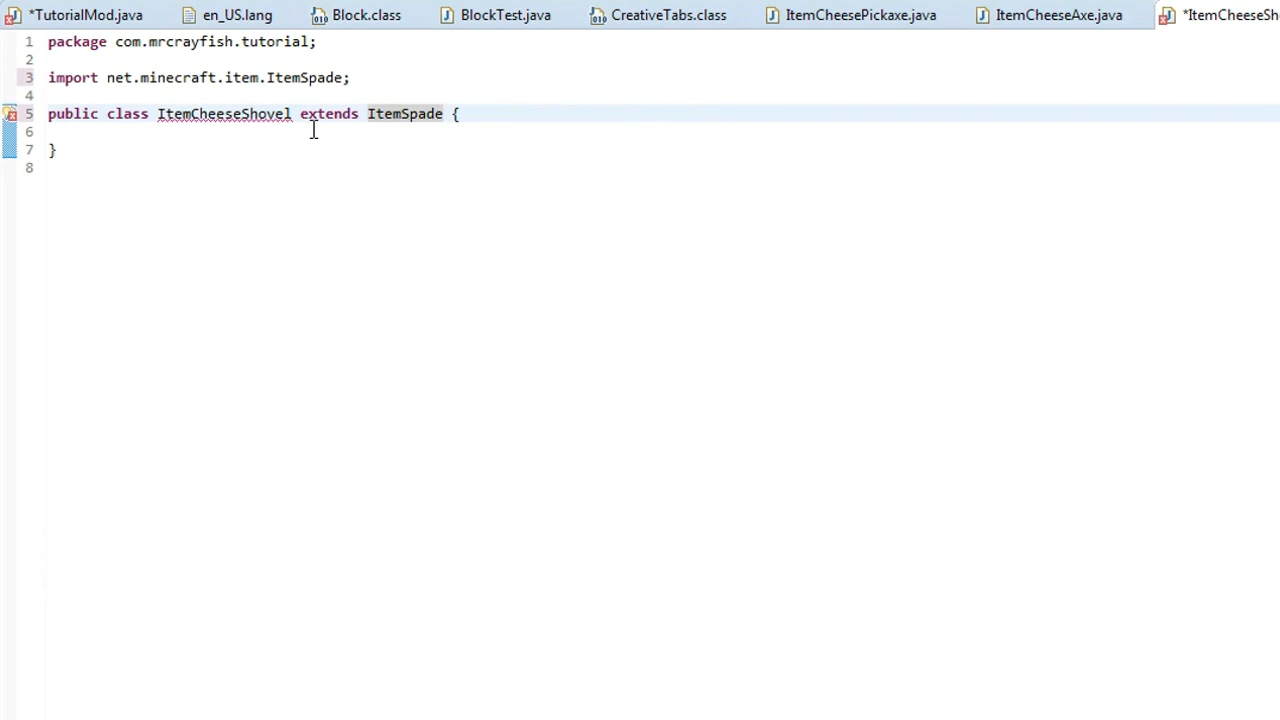 *TutorialMod.java en_US.lang Block.class BlockTest.java CreativeTabs.class ItemCheesePickaxe.java ItemCheeseAxe.java *ItemCheeseSh
1 package com.mrcrayfish.tutorial;
2
3 import net.minecraft.item.ItemSpade;
4
5 public class ItemCheeseShovel extends ItemSpade {
6
7 }
8